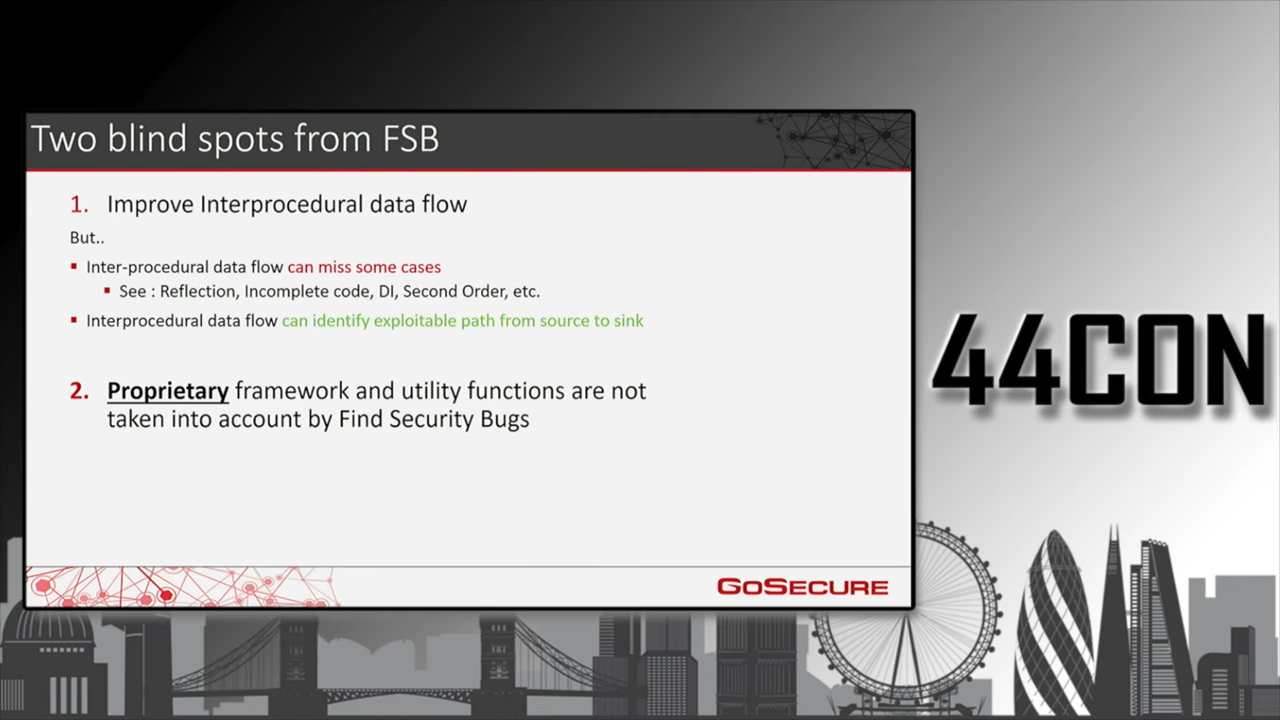 Two blind spots from FSB
1. Improve Interprocedural data flow
But..
Inter-procedural data flow can miss some cases
See : Reflection, Incomplete code, DI, Second Order, etc.
Interprocedural data flow can identify exploitable path from source to sink
2. Proprietary framework and utility functions are not
taken into account by Find Security Bugs
GOSECURE
44CON